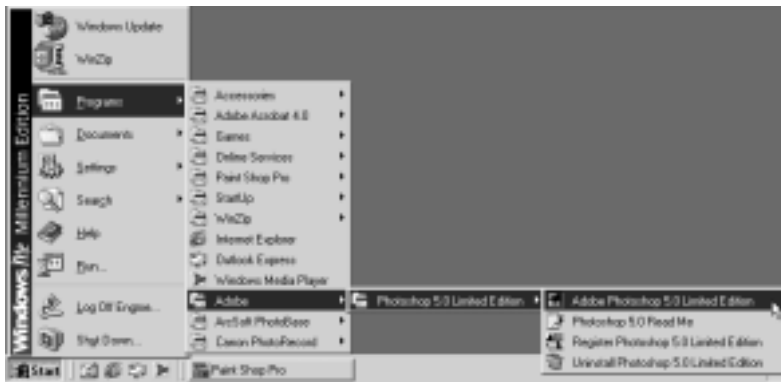 Windows Me Millennium Edition
Windows Update
WinZip
Programs
Documents
Settings
Search
Help
Run...
Log Off Engine...
Shut Down...
Accessories
Adobe Acrobat 4.0
Games
Online Services
Paint Shop Pro
StartUp
WinZip
Internet Explorer
Outlook Express
Windows Media Player
Adobe
ArcSoft PhotoBase
Canon PhotoRecord
Photoshop 5.0 Limited Edition
Adobe Photoshop 5.0 Limited Edition
Photoshop 5.0 Read Me
Register Photoshop 5.0 Limited Edition
Uninstall Photoshop 5.0 Limited Edition
Start
Paint Shop Pro